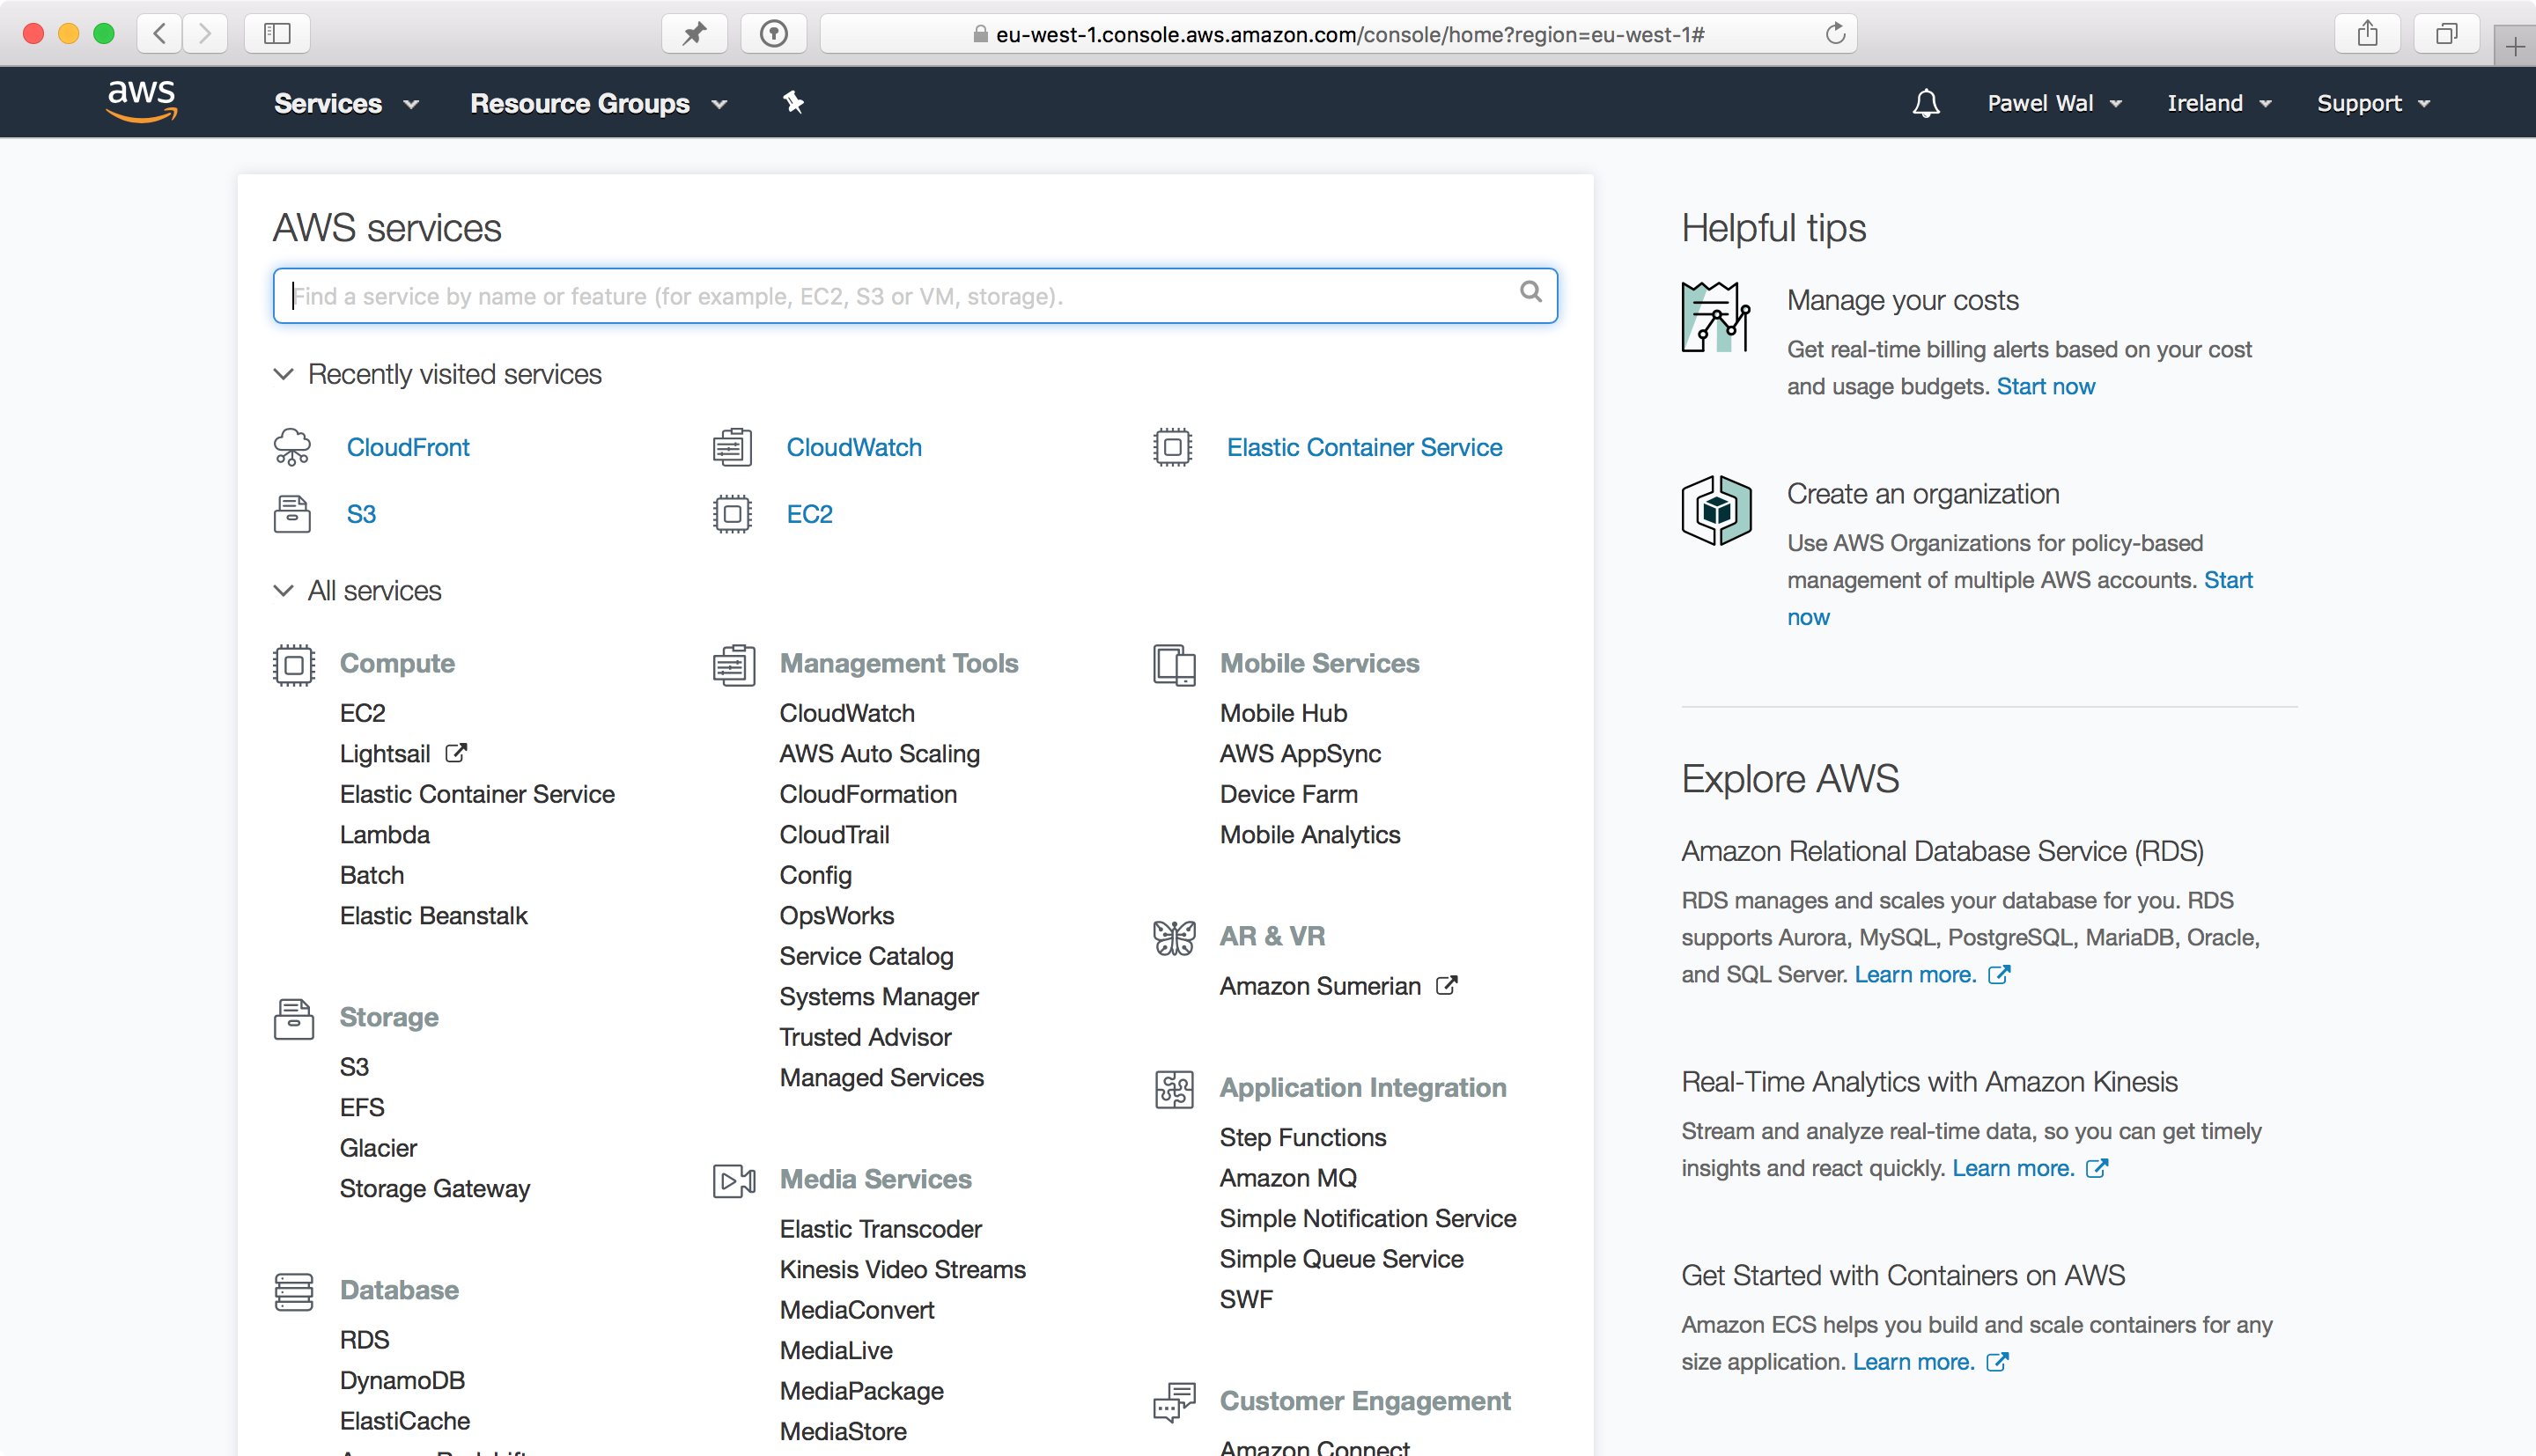 eu-west-1.console.aws.amazon.com/console/home?region=eu-west-1#
aws
Services
Resource Groups
Pawel Wal
Ireland
Support
AWS services
Find a service by name or feature (for example, EC2, S3 or VM, storage).
Recently visited services
CloudFront
CloudWatch
Elastic Container Service
S3
EC2
All services
Compute
EC2
Lightsail
Elastic Container Service
Lambda
Batch
Elastic Beanstalk
Storage
S3
EFS
Glacier
Storage Gateway
Database
RDS
DynamoDB
ElastiCache
Management Tools
CloudWatch
AWS Auto Scaling
CloudFormation
CloudTrail
Config
OpsWorks
Service Catalog
Systems Manager
Trusted Advisor
Managed Services
Media Services
Elastic Transcoder
Kinesis Video Streams
MediaConvert
MediaLive
MediaPackage
MediaStore
Mobile Services
Mobile Hub
AWS AppSync
Device Farm
Mobile Analytics
AR & VR
Amazon Sumerian
Application Integration
Step Functions
Amazon MQ
Simple Notification Service
Simple Queue Service
SWF
Customer Engagement
Amazon Connect
Helpful tips
Manage your costs
Get real-time billing alerts based on your cost
and usage budgets. Start now
Create an organization
Use AWS Organizations for policy-based
management of multiple AWS accounts. Start
now
Explore AWS
Amazon Relational Database Service (RDS)
RDS manages and scales your database for you. RDS
supports Aurora, MySQL, PostgreSQL, MariaDB, Oracle,
and SQL Server. Learn more.
Real-Time Analytics with Amazon Kinesis
Stream and analyze real-time data, so you can get timely
insights and react quickly. Learn more.
Get Started with Containers on AWS
Amazon ECS helps you build and scale containers for any
size application. Learn more.